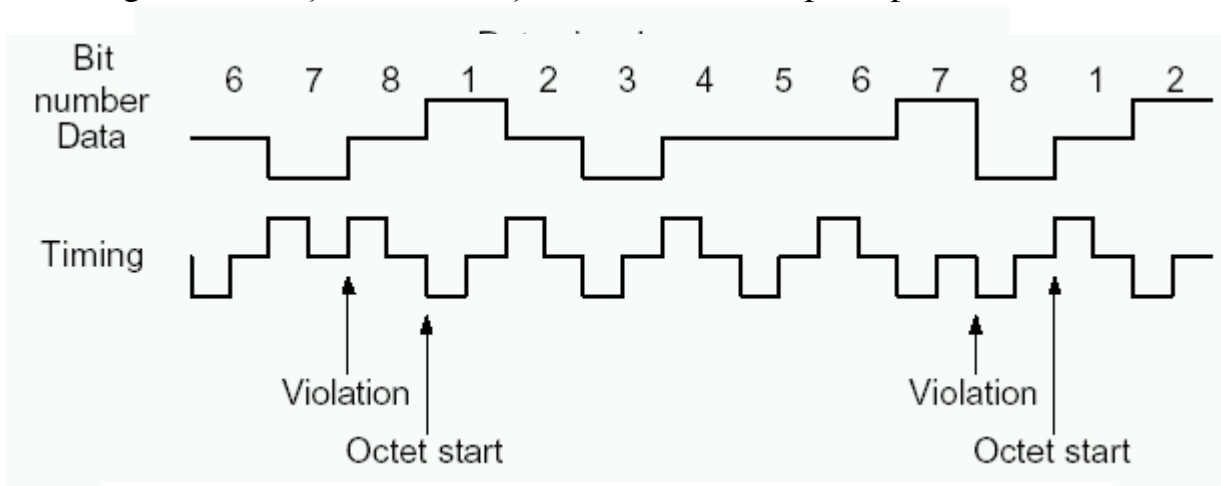 Bit
number
6 7 8 1 2 3 4 5 6 7 8 1 2
Data
Timing
Violation
Violation
Octet start
Octet start